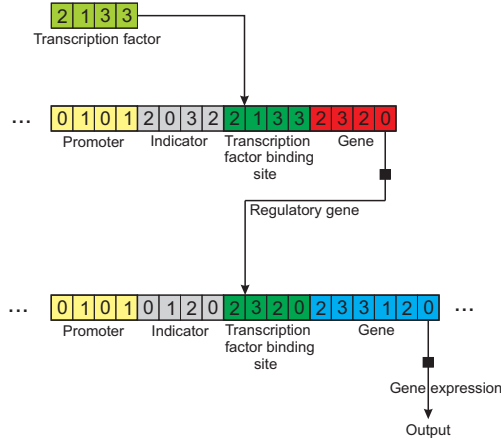 2 1 3 3
Transcription factor
... 0 1 0 1 2 0 3 2 2 1 3 3 2 3 2 0
Promoter Indicator Transcription factor binding site Gene
Regulatory gene
... 0 1 0 1 0 1 2 0 2 3 2 0 2 3 3 1 2 0 ...
Promoter Indicator Transcription factor binding site Gene
Gene expression
Output